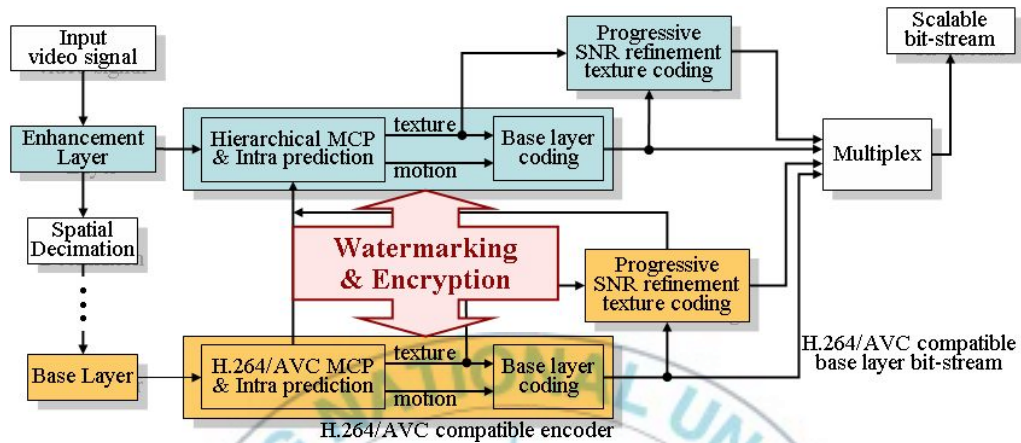 Input
video signal
Enhancement
Layer
Spatial
Decimation
Base Layer
Hierarchical MCP
& Intra prediction
texture
motion
Base layer
coding
Progressive
SNR refinement
texture coding
Scalable
bit-stream
Multiplex
Watermarking
& Encryption
Progressive
SNR refinement
texture coding
H.264/AVC MCP
& Intra prediction
texture
motion
Base layer
coding
H.264/AVC compatible
base layer bit-stream
H.264/AVC compatible encoder
NATIONAL UN